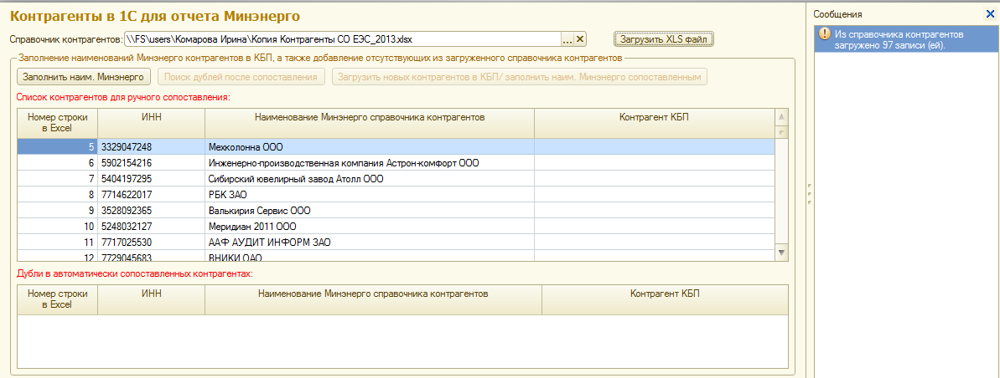 Контрагенты в 1С для отчета Минэнерго
Справочник контрагентов: \\FS\users\Комарова Ирина\Копия Контрагенты СО ЕЭС_2013.xlsx ... Загрузить XLS файл
Заполнение наименований Минэнерго контрагентов в КБП, а также добавление отсутствующих из загруженного справочника контрагентов
Заполнить наим. Минэнерго Поиск дублей после сопоставления Загрузить новых контрагентов в КБП/ заполнить наим. Минэнерго сопоставленным
Список контрагентов для ручного сопоставления:
Номер строки в Excel ИНН Наименование Минэнерго справочника контрагентов Контрагент КБП
5 3329047248 Мехколонна ООО
6 5902154216 Инженерно-производственная компания Астрон-комфорт ООО
7 5404197295 Сибирский ювелирный завод Атолл ООО
8 7714622017 РБК ЗАО
9 3528092365 Валькирия Сервис ООО
10 5248032127 Меридиан 2011 ООО
11 7717025530 ААФ АУДИТ ИНФОРМ ЗАО
12 7729045683 ВНИКИ ОАО
Дубли в автоматически сопоставленных контрагентах:
Номер строки в Excel ИНН Наименование Минэнерго справочника контрагентов Контрагент КБП
Сообщения
Из справочника контрагентов
загружено 97 записи (ей).